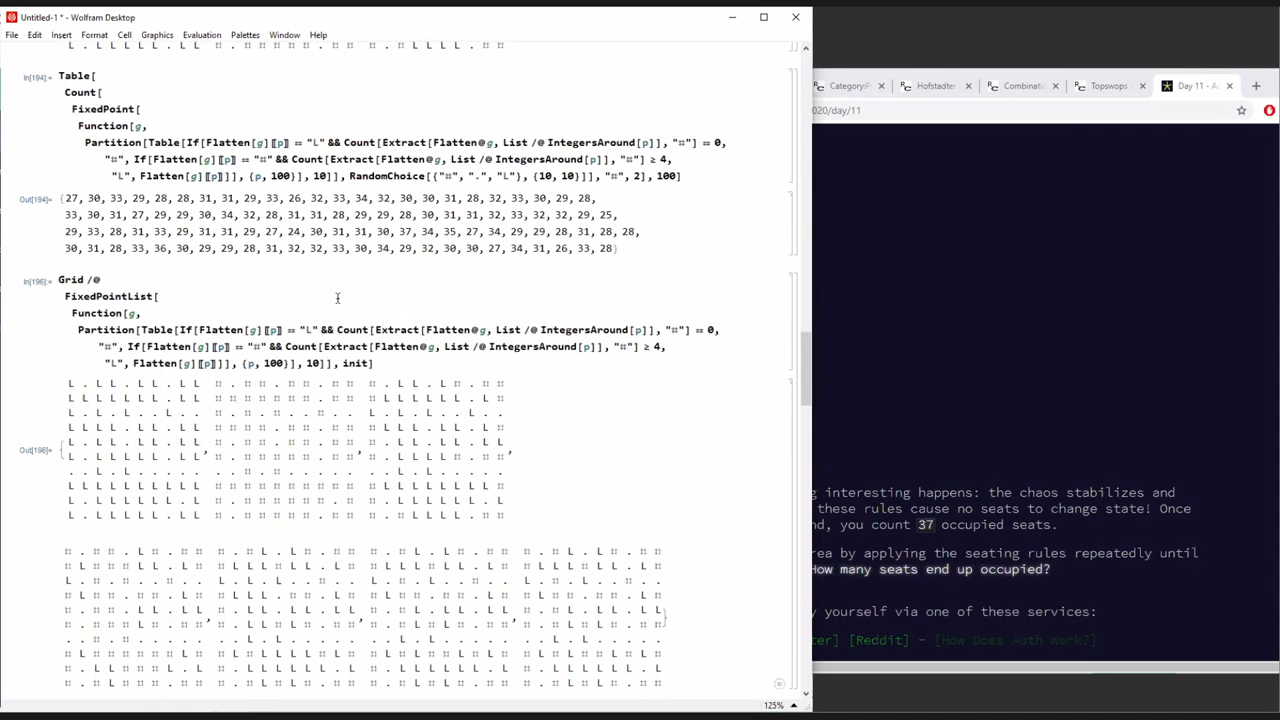 Untitled-1 * - Wolfram Desktop
File Edit Insert Format Cell Graphics Evaluation Palettes Window Help
In[194]:= Table[
Count[
FixedPoint[
Function[g,
Partition[Table[If[Flatten[g][[p]] == "L" && Count[Extract[Flatten@g, List /@ IntegersAround[p]], "#"] == 0,
"#", If[Flatten[g][[p]] == "#" && Count[Extract[Flatten@g, List /@ IntegersAround[p]], "#"] ≥ 4,
"L", Flatten[g][[p]]]], {p, 100}], 10]], RandomChoice[{"#", ".", "L"}, {10, 10}]], "#", 2], 100]
Out[194]= {27, 30, 33, 29, 28, 28, 31, 31, 29, 33, 26, 32, 33, 34, 32, 30, 30, 31, 28, 32, 33, 30, 29, 28,
33, 30, 31, 27, 29, 29, 30, 34, 32, 28, 31, 31, 28, 29, 29, 28, 30, 31, 31, 32, 33, 32, 32, 29, 25,
29, 33, 28, 31, 33, 29, 31, 31, 29, 27, 24, 30, 31, 31, 30, 37, 34, 35, 27, 34, 29, 29, 28, 31, 28, 28,
30, 31, 28, 33, 36, 30, 29, 29, 28, 31, 32, 32, 33, 30, 34, 29, 32, 30, 30, 27, 34, 31, 26, 33, 28}
In[196]:= Grid /@
FixedPointList[
Function[g,
Partition[Table[If[Flatten[g][[p]] == "L" && Count[Extract[Flatten@g, List /@ IntegersAround[p]], "#"] == 0,
"#", If[Flatten[g][[p]] == "#" && Count[Extract[Flatten@g, List /@ IntegersAround[p]], "#"] ≥ 4,
"L", Flatten[g][[p]]]], {p, 100}], 10]], init]
Out[196]=
125%
Hofstadter
Combinati
Topswops
Day 11 - A
020/day/11
g interesting happens: the chaos stabilizes and
these rules cause no seats to change state! Once
nd, you count 37 occupied seats.
area by applying the seating rules repeatedly until
How many seats end up occupied?
y yourself via one of these services:
ter] [Reddit] - [How Does Auth Work?]